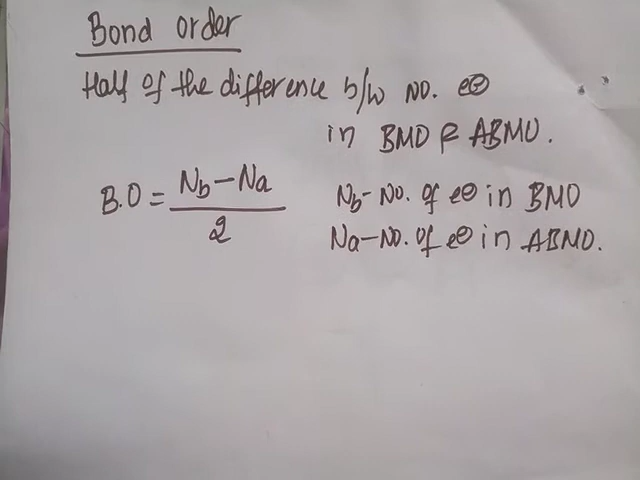 Bond order
Half of the difference b/w NO. e⊖
in BMO & ABMO.
B.O = Nb-Na / 2
Nb- No. of e⊖ in BMO
Na-No. of e⊖ in ABMO.